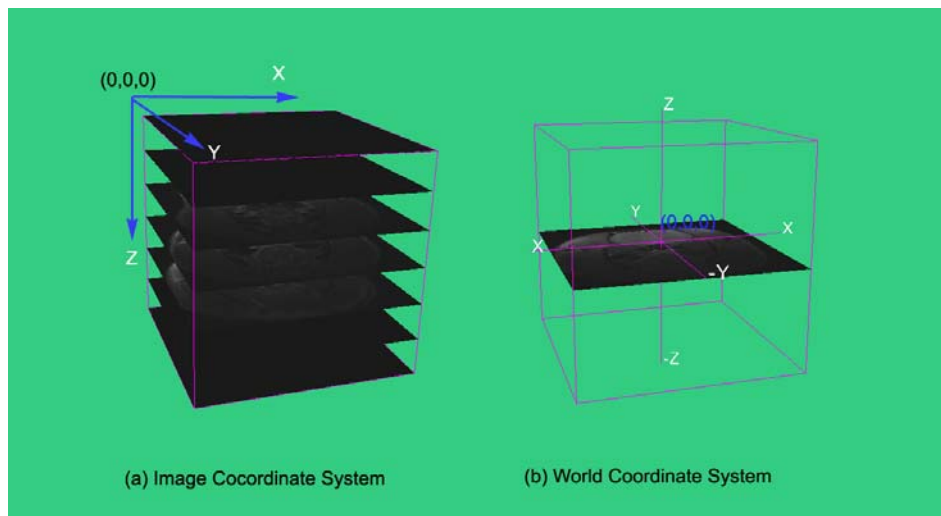 (0,0,0)
X
Y
Z
Z
Y
(0,0,0)
X
X
-Y
-Z
(a) Image Cocordinate System
(b) World Coordinate System